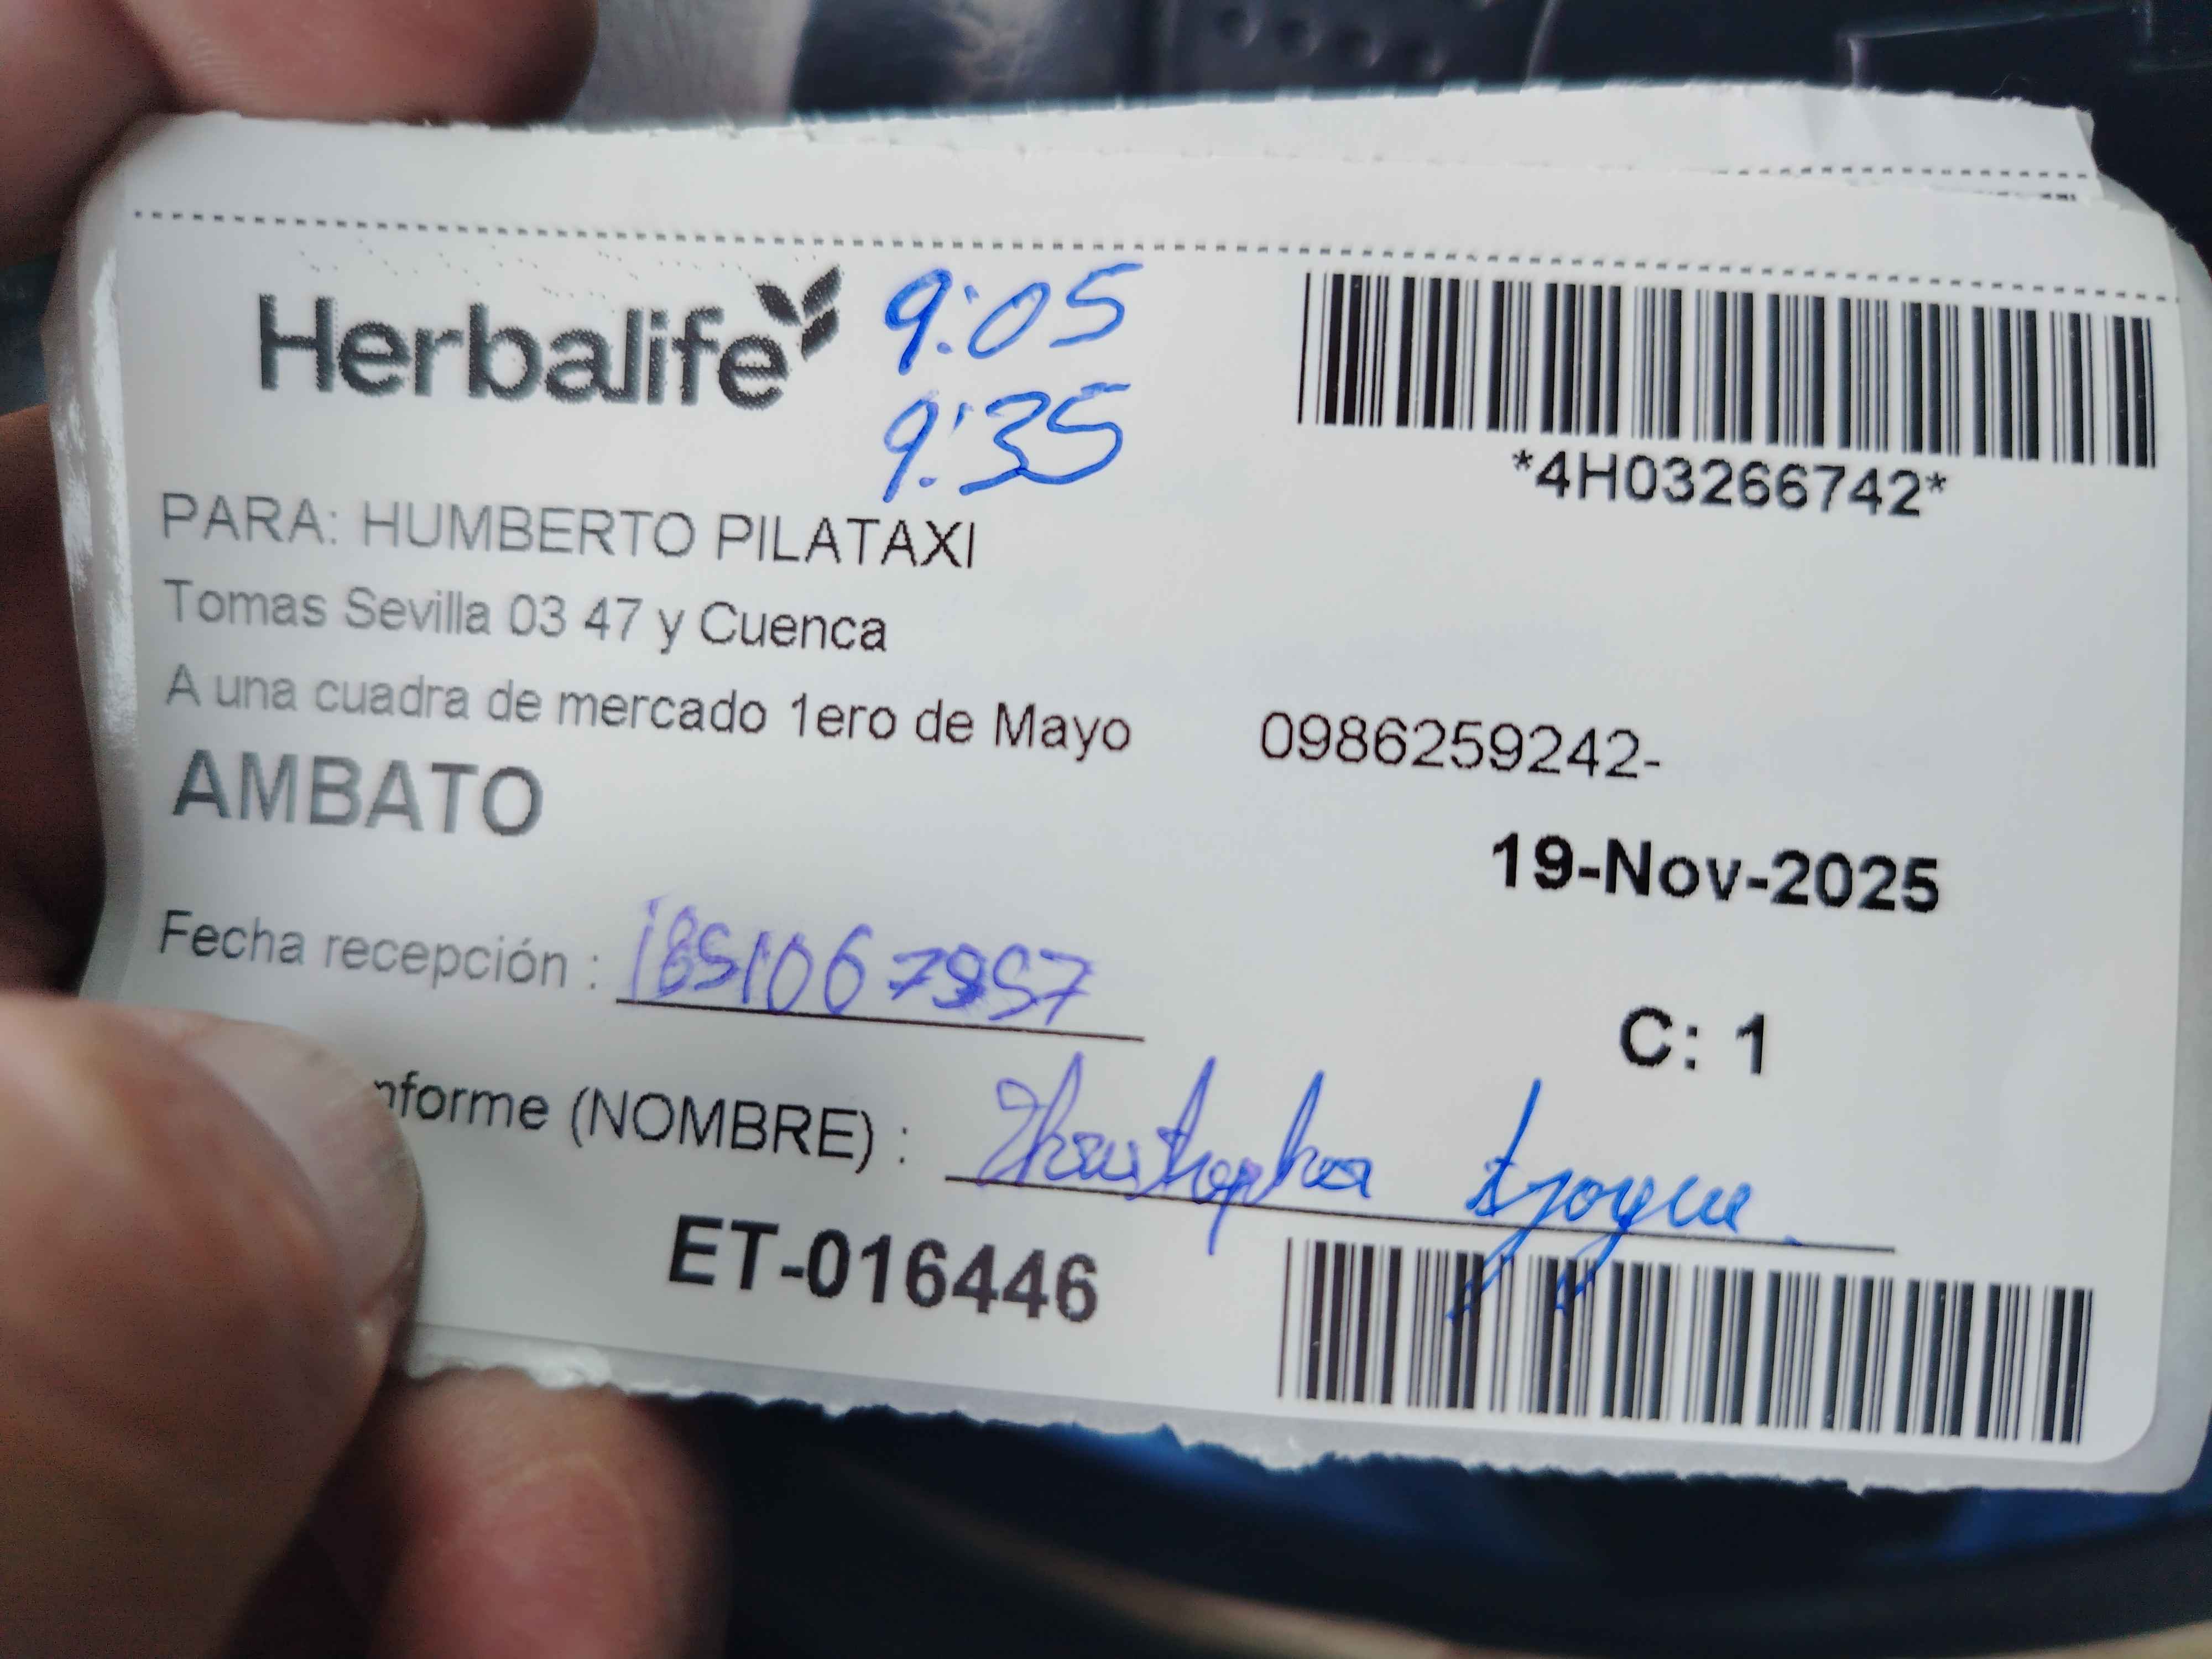 Herbalife 9:05
9:35
*4H03266742*
PARA: HUMBERTO PILATAXI
Tomas Sevilla 03 47 y Cuenca
A una cuadra de mercado 1ero de Mayo 0986259242-
AMBATO
19-Nov-2025
Fecha recepción :
C: 1
nforme (NOMBRE) :
ET-016446